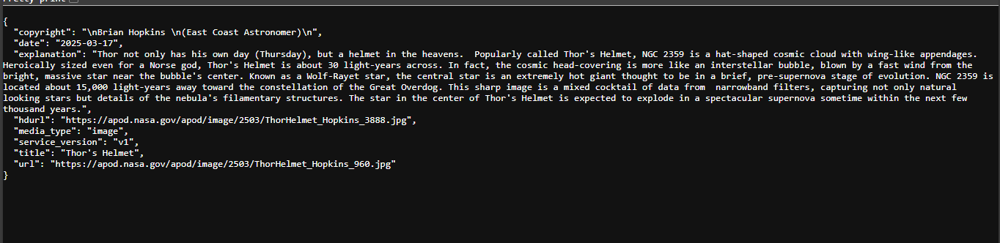 Pretty print
{
  "copyright": "\nBrian Hopkins \n(East Coast Astronomer)\n",
  "date": "2025-03-17",
  "explanation": "Thor not only has his own day (Thursday), but a helmet in the heavens.  Popularly called Thor's Helmet, NGC 2359 is a hat-shaped cosmic cloud with wing-like appendages.
Heroically sized even for a Norse god, Thor's Helmet is about 30 light-years across. In fact, the cosmic head-covering is more like an interstellar bubble, blown by a fast wind from the
bright, massive star near the bubble's center. Known as a Wolf-Rayet star, the central star is an extremely hot giant thought to be in a brief, pre-supernova stage of evolution. NGC 2359 is
located about 15,000 light-years away toward the constellation of the Great Overdog. This sharp image is a mixed cocktail of data from  narrowband filters, capturing not only natural
looking stars but details of the nebula's filamentary structures. The star in the center of Thor's Helmet is expected to explode in a spectacular supernova sometime within the next few
thousand years.",
  "hdurl": "https://apod.nasa.gov/apod/image/2503/ThorHelmet_Hopkins_3888.jpg",
  "media_type": "image",
  "service_version": "v1",
  "title": "Thor's Helmet",
  "url": "https://apod.nasa.gov/apod/image/2503/ThorHelmet_Hopkins_960.jpg"
}